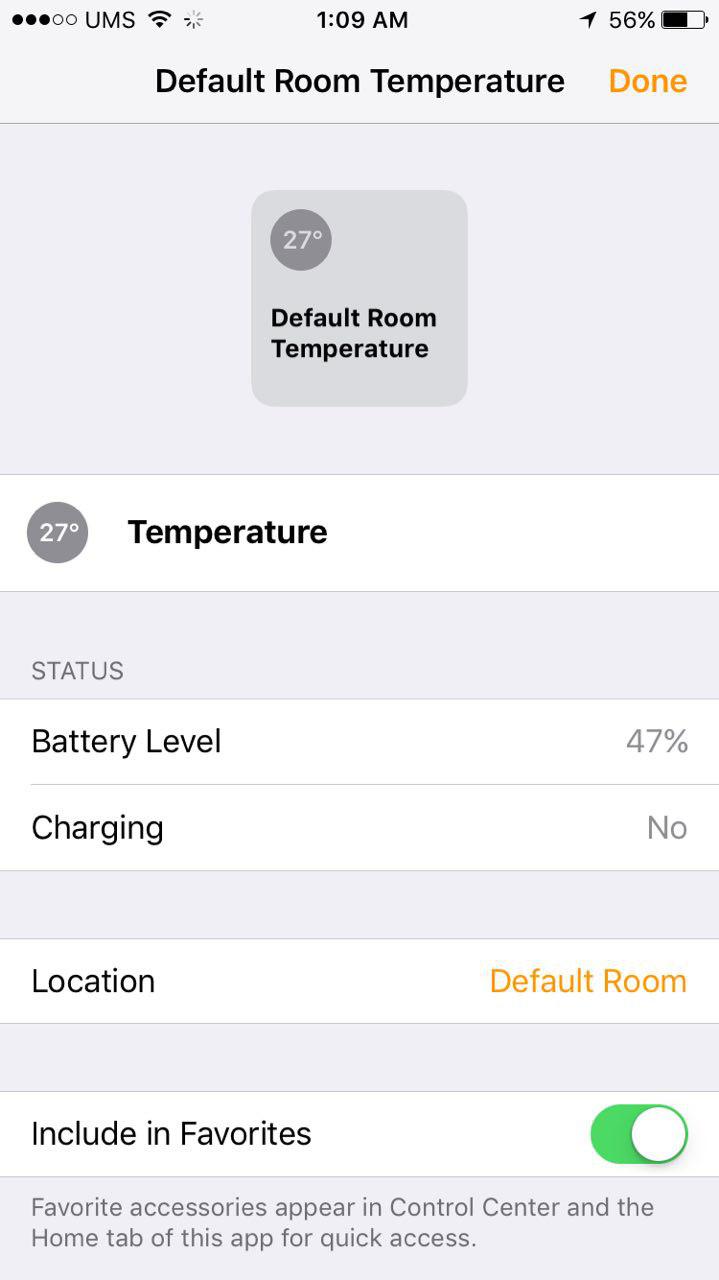 UMS 1:09 AM 56%
Default Room Temperature Done
27°
Default Room
Temperature
27° Temperature
STATUS
Battery Level 47%
Charging No
Location Default Room
Include in Favorites
Favorite accessories appear in Control Center and the
Home tab of this app for quick access.